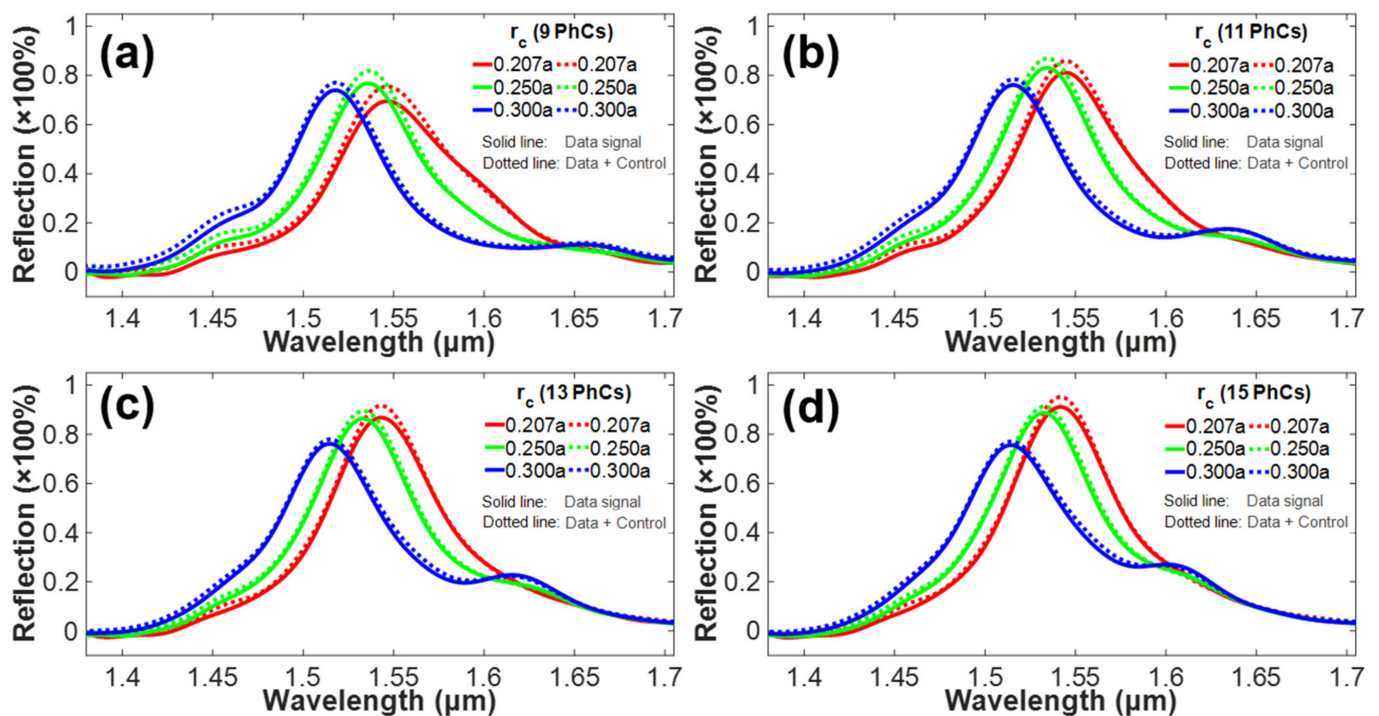 (a)
r_c (9 PhCs)
0.207a 0.207a
0.250a 0.250a
0.300a 0.300a
Solid line: Data signal
Dotted line: Data + Control
Reflection (×100%)
1
0.8
0.6
0.4
0.2
0
1.4 1.45 1.5 1.55 1.6 1.65 1.7
Wavelength (µm)
(b)
r_c (11 PhCs)
0.207a 0.207a
0.250a 0.250a
0.300a 0.300a
Solid line: Data signal
Dotted line: Data + Control
Reflection (×100%)
1
0.8
0.6
0.4
0.2
0
1.4 1.45 1.5 1.55 1.6 1.65 1.7
Wavelength (µm)
(c)
r_c (13 PhCs)
0.207a 0.207a
0.250a 0.250a
0.300a 0.300a
Solid line: Data signal
Dotted line: Data + Control
Reflection (×100%)
1
0.8
0.6
0.4
0.2
0
1.4 1.45 1.5 1.55 1.6 1.65 1.7
Wavelength (µm)
(d)
r_c (15 PhCs)
0.207a 0.207a
0.250a 0.250a
0.300a 0.300a
Solid line: Data signal
Dotted line: Data + Control
Reflection (×100%)
1
0.8
0.6
0.4
0.2
0
1.4 1.45 1.5 1.55 1.6 1.65 1.7
Wavelength (µm)